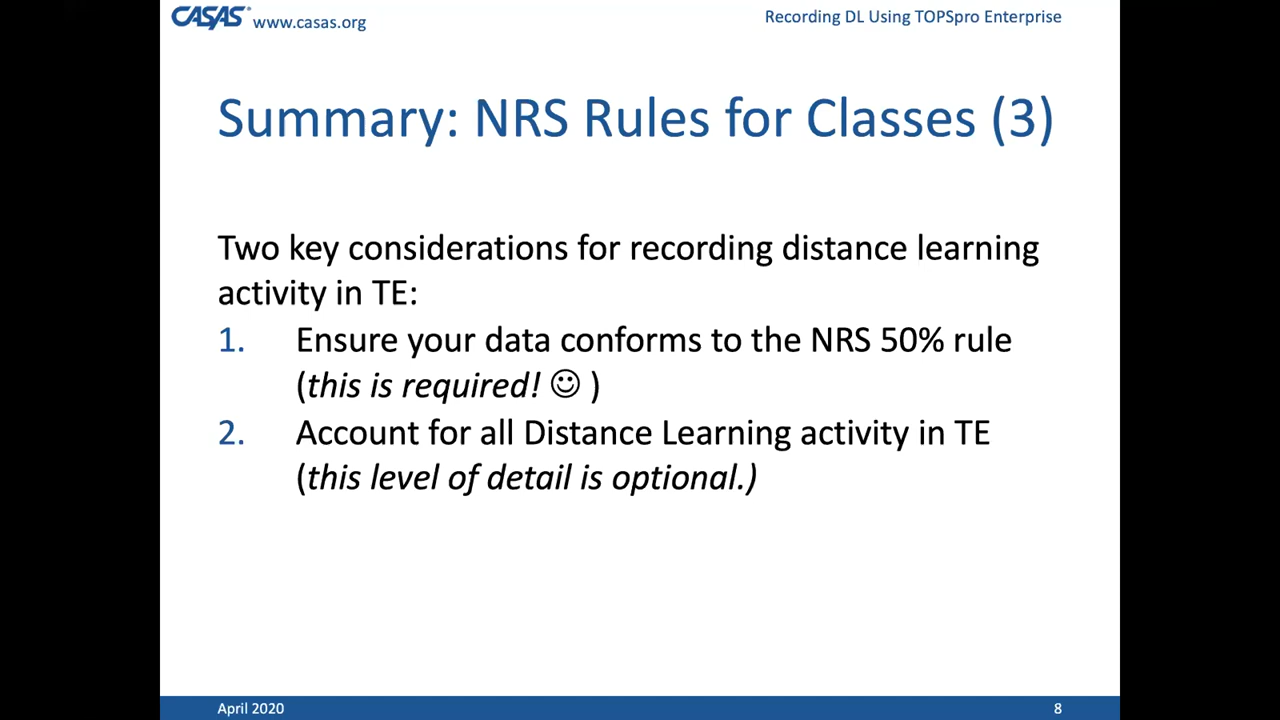 CASAS® www.casas.org
Recording DL Using TOPSpro Enterprise
Summary: NRS Rules for Classes (3)
Two key considerations for recording distance learning
activity in TE:
1. Ensure your data conforms to the NRS 50% rule
(this is required! ☺ )
2. Account for all Distance Learning activity in TE
(this level of detail is optional.)
April 2020
8